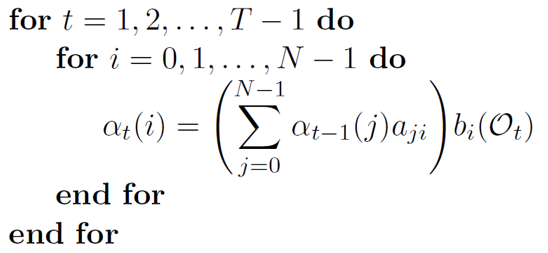 for t = 1, 2, . . . , T − 1 do
for i = 0, 1, . . . , N − 1 do
αₜ(i) = (∑_{j=0}^{N−1} αₜ₋₁(j)aⱼᵢ) bᵢ(𝒪ₜ)
end for
end for